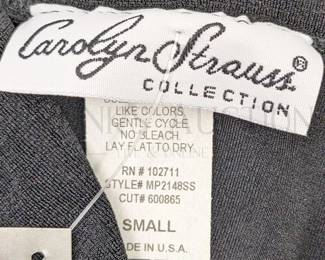 Carolyn Strauss ®
COLLECTION
LIKE COLORS.
GENTLE CYCLE
NO BLEACH.
LAY FLAT TO DRY.
RN # 102711
STYLE# MP2148SS
CUT# 600865
SMALL
MADE IN U.S.A.